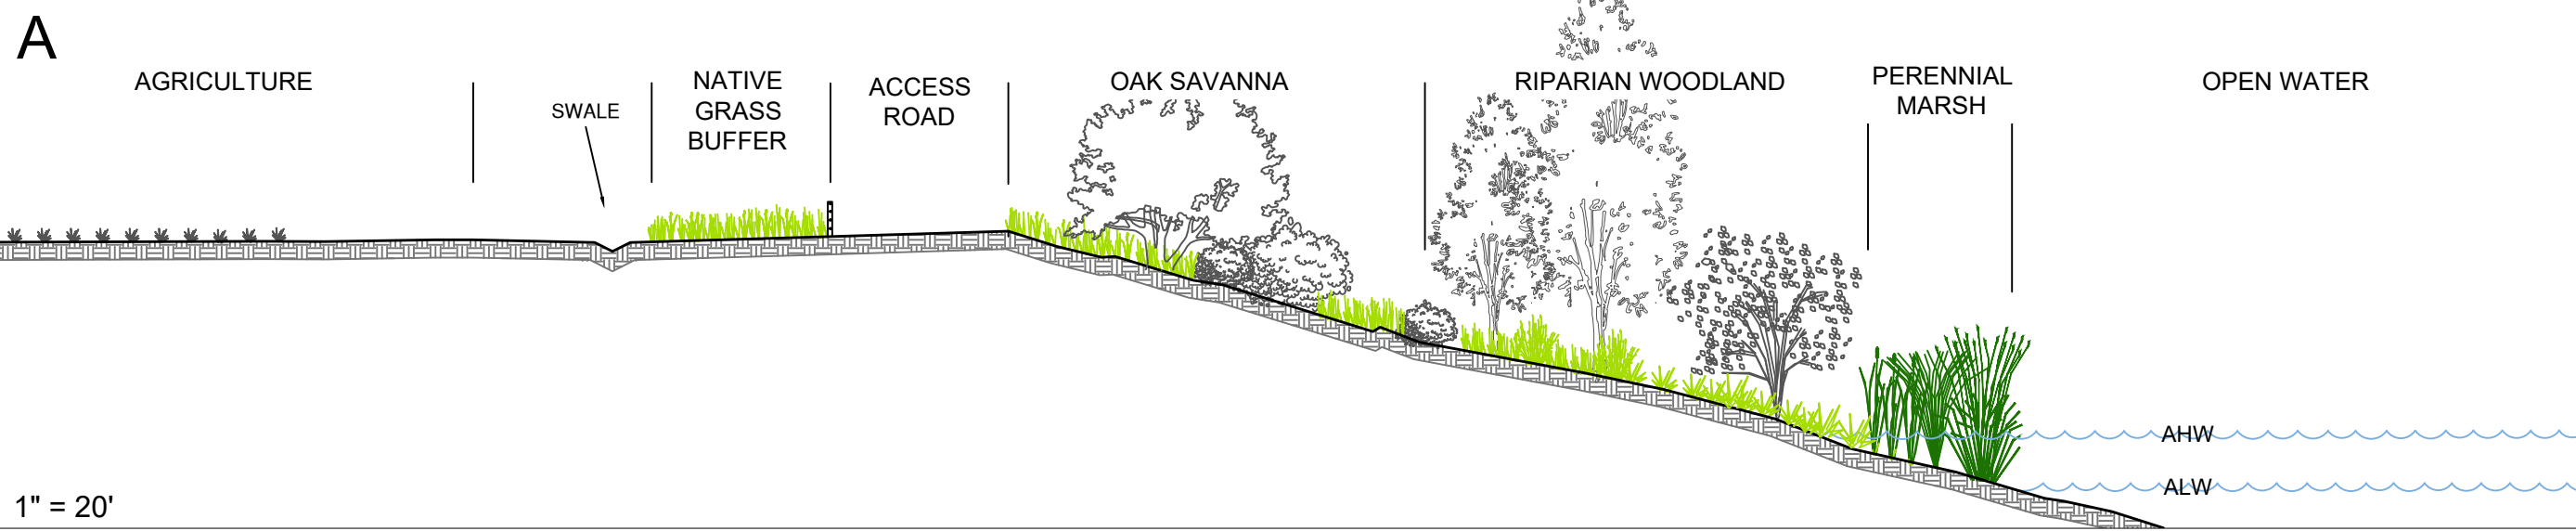 A
AGRICULTURE
SWALE
NATIVE
GRASS
BUFFER
ACCESS
ROAD
OAK SAVANNA
RIPARIAN WOODLAND
PERENNIAL
MARSH
OPEN WATER
AHW
ALW
1" = 20'